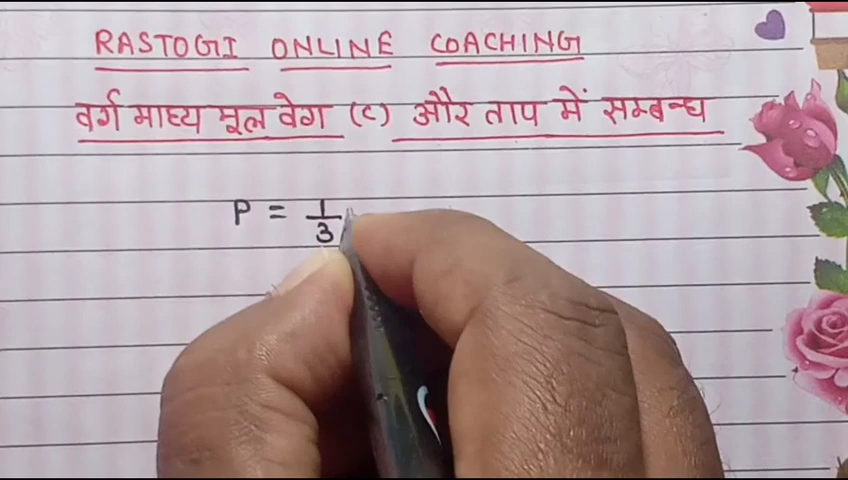 RASTOGI ONLINE COACHING
वर्ग माध्य मूल वेग (c) और ताप में सम्बन्ध
P = 1/3